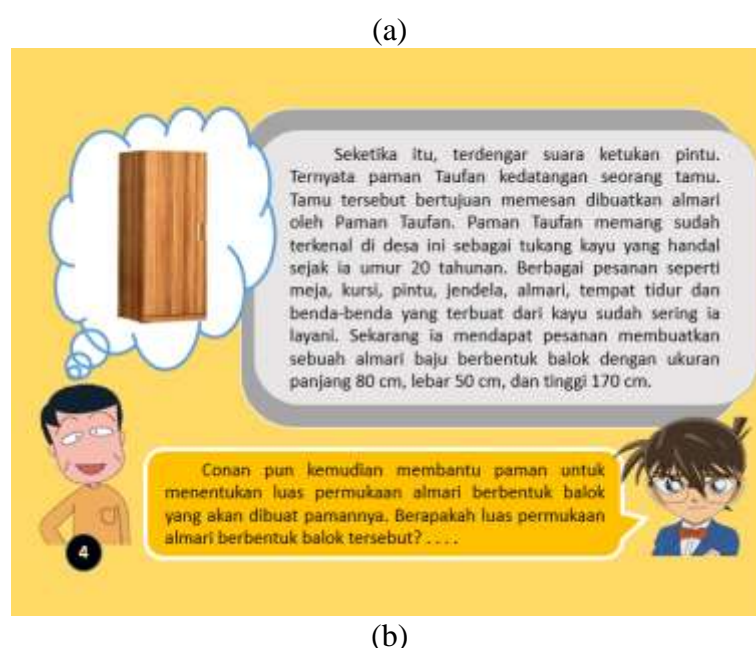 (a)
Seketika itu, terdengar suara ketukan pintu.
Ternyata paman Taufan kedatangan seorang tamu.
Tamu tersebut bertujuan memesan dibuatkan almari
oleh Paman Taufan. Paman Taufan memang sudah
terkenal di desa ini sebagai tukang kayu yang handal
sejak ia umur 20 tahunan. Berbagai pesanan seperti
meja, kursi, pintu, jendela, almari, tempat tidur dan
benda-benda yang terbuat dari kayu sudah sering ia
layani. Sekarang ia mendapat pesanan membuatkan
sebuah almari baju berbentuk balok dengan ukuran
panjang 80 cm, lebar 50 cm, dan tinggi 170 cm.
Conan pun kemudian membantu paman untuk
menentukan luas permukaan almari berbentuk balok
yang akan dibuat pamannya. Berapakah luas permukaan
almari berbentuk balok tersebut? . . . .
4
(b)